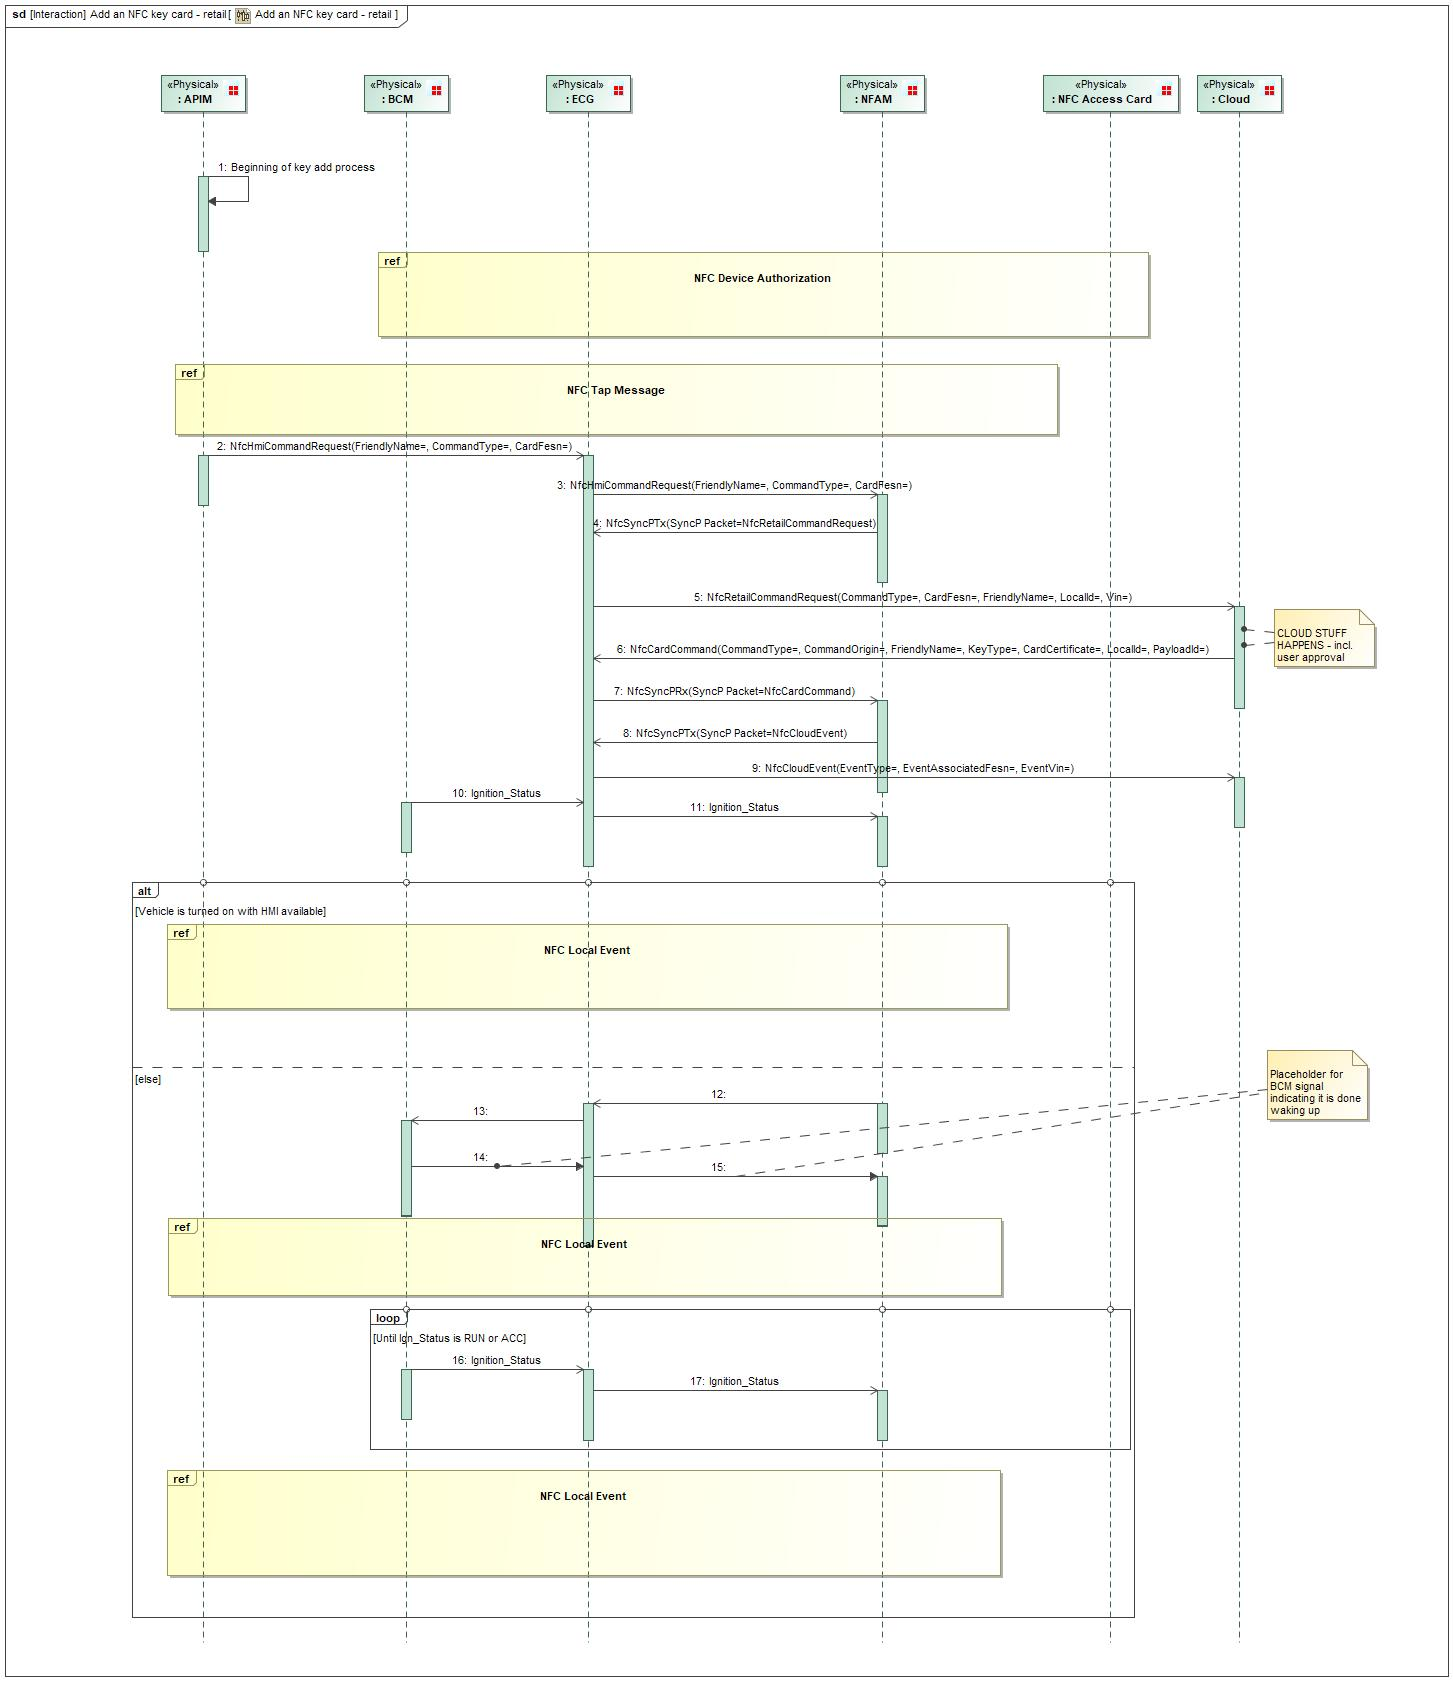 sd [Interaction] Add an NFC key card - retail[ Add an NFC key card - retail ]
«Physical»
: APIM
«Physical»
: BCM
«Physical»
: ECG
«Physical»
: NFAM
«Physical»
: NFC Access Card
«Physical»
: Cloud
1: Beginning of key add process
ref
NFC Device Authorization
ref
NFC Tap Message
2: NfcHmiCommandRequest(FriendlyName=, CommandType=, CardFesn=)
3: NfcHmiCommandRequest(FriendlyName=, CommandType=, CardFesn=)
4: NfcSyncPTx(SyncP Packet=NfcRetailCommandRequest)
5: NfcRetailCommandRequest(CommandType=, CardFesn=, FriendlyName=, LocalId=, Vin=)
CLOUD STUFF
HAPPENS - incl.
user approval
6: NfcCardCommand(CommandType=, CommandOrigin=, FriendlyName=, KeyType=, CardCertificate=, LocalId=, PayloadId=)
7: NfcSyncPRx(SyncP Packet=NfcCardCommand)
8: NfcSyncPTx(SyncP Packet=NfcCloudEvent)
9: NfcCloudEvent(EventType=, EventAssociatedFesn=, EventVin=)
10: Ignition_Status
11: Ignition_Status
alt
[Vehicle is turned on with HMI available]
ref
NFC Local Event
[else]
Placeholder for
BCM signal
indicating it is done
waking up
12:
13:
14:
15:
ref
NFC Local Event
loop
[Until Ign_Status is RUN or ACC]
16: Ignition_Status
17: Ignition_Status
ref
NFC Local Event